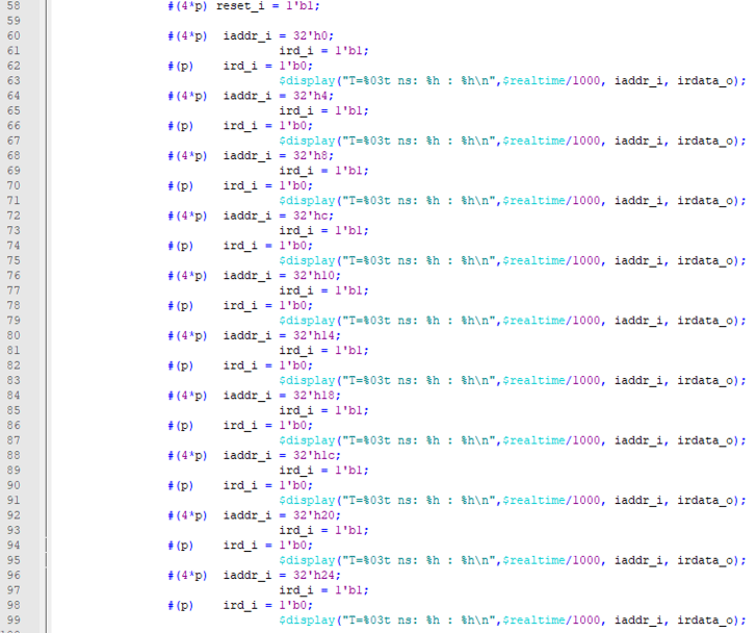 58 #(4*p) reset_i = 1'b1;
59
60 #(4*p) iaddr_i = 32'h0;
61 ird_i = 1'b1;
62 #(p) ird_i = 1'b0;
63 $display("T=%03t ns: %h : %h\n",$realtime/1000, iaddr_i, irdata_o);
64 #(4*p) iaddr_i = 32'h4;
65 ird_i = 1'b1;
66 #(p) ird_i = 1'b0;
67 $display("T=%03t ns: %h : %h\n",$realtime/1000, iaddr_i, irdata_o);
68 #(4*p) iaddr_i = 32'h8;
69 ird_i = 1'b1;
70 #(p) ird_i = 1'b0;
71 $display("T=%03t ns: %h : %h\n",$realtime/1000, iaddr_i, irdata_o);
72 #(4*p) iaddr_i = 32'hc;
73 ird_i = 1'b1;
74 #(p) ird_i = 1'b0;
75 $display("T=%03t ns: %h : %h\n",$realtime/1000, iaddr_i, irdata_o);
76 #(4*p) iaddr_i = 32'h10;
77 ird_i = 1'b1;
78 #(p) ird_i = 1'b0;
79 $display("T=%03t ns: %h : %h\n",$realtime/1000, iaddr_i, irdata_o);
80 #(4*p) iaddr_i = 32'h14;
81 ird_i = 1'b1;
82 #(p) ird_i = 1'b0;
83 $display("T=%03t ns: %h : %h\n",$realtime/1000, iaddr_i, irdata_o);
84 #(4*p) iaddr_i = 32'h18;
85 ird_i = 1'b1;
86 #(p) ird_i = 1'b0;
87 $display("T=%03t ns: %h : %h\n",$realtime/1000, iaddr_i, irdata_o);
88 #(4*p) iaddr_i = 32'h1c;
89 ird_i = 1'b1;
90 #(p) ird_i = 1'b0;
91 $display("T=%03t ns: %h : %h\n",$realtime/1000, iaddr_i, irdata_o);
92 #(4*p) iaddr_i = 32'h20;
93 ird_i = 1'b1;
94 #(p) ird_i = 1'b0;
95 $display("T=%03t ns: %h : %h\n",$realtime/1000, iaddr_i, irdata_o);
96 #(4*p) iaddr_i = 32'h24;
97 ird_i = 1'b1;
98 #(p) ird_i = 1'b0;
99 $display("T=%03t ns: %h : %h\n",$realtime/1000, iaddr_i, irdata_o);